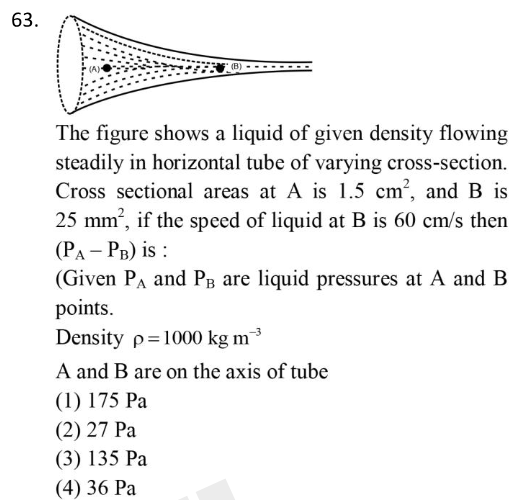 63.
(A)
(B)
The figure shows a liquid of given density flowing
steadily in horizontal tube of varying cross-section.
Cross sectional areas at A is 1.5 cm², and B is
25 mm², if the speed of liquid at B is 60 cm/s then
(P_A – P_B) is :
(Given P_A and P_B are liquid pressures at A and B
points.
Density ρ = 1000 kg m⁻³
A and B are on the axis of tube
(1) 175 Pa
(2) 27 Pa
(3) 135 Pa
(4) 36 Pa